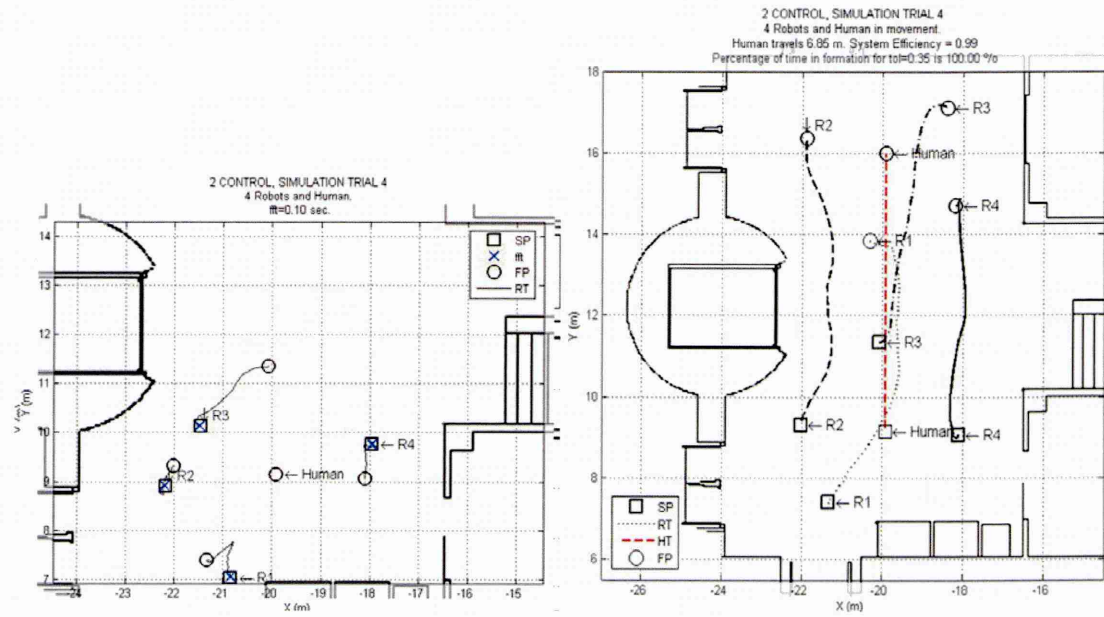 2 CONTROL, SIMULATION TRIAL 4
4 Robots and Human.
fft=0.10 sec.
14
13
12
11
10
9
8
7
Y (m)
SP
fft
FP
RT
R3
R4
R2
Human
R1
-24 -23 -22 -21 -20 -19 -18 -17 -16 -15
X (m)
2 CONTROL, SIMULATION TRIAL 4
4 Robots and Human in movement.
Human travels 6.85 m. System Efficiency = 0.99
Percentage of time in formation for tol=0.35 is 100.00 %
18
16
14
12
10
8
6
Y (m)
R3
R2
Human
R4
R1
R3
R2
Human
R4
R1
SP
RT
HT
FP
-26 -24 -22 -20 -18 -16
X (m)